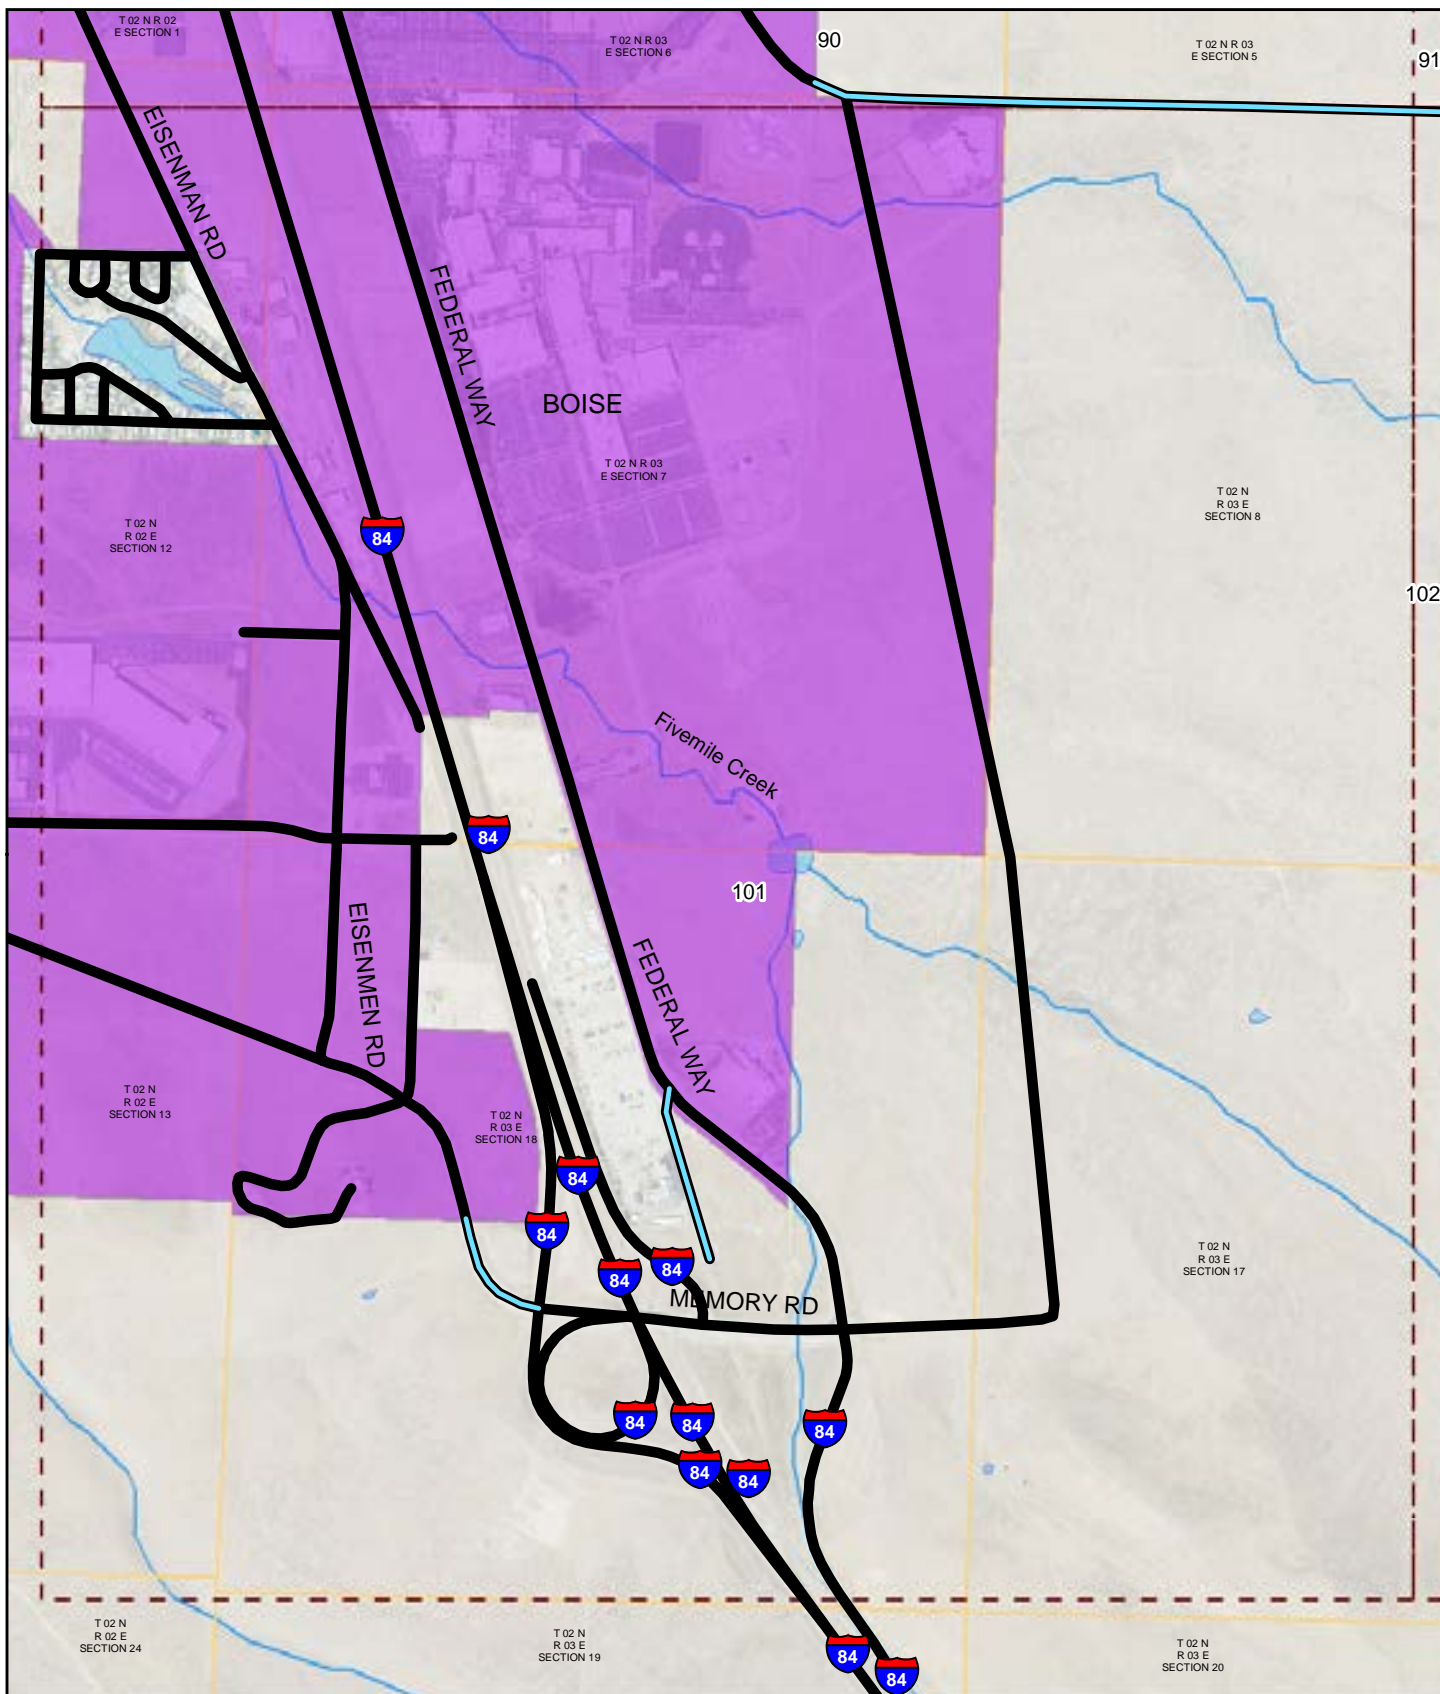 T 02 N R 02
E SECTION 1
T 02 N R 03
E SECTION 6
90
T 02 N R 03
E SECTION 5
91
EISENMAN RD
FEDERAL WAY
BOISE
T 02 N R 03
E SECTION 7
T 02 N
R 03 E
SECTION 8
T 02 N
R 02 E
SECTION 12
84
102
Fivemile Creek
84
101
EISENMEN RD
FEDERAL WAY
T 02 N
R 02 E
SECTION 13
T 02 N
R 03 E
SECTION 18
84
84
84
84
T 02 N
R 03 E
SECTION 17
MEMORY RD
84
84
84
84
84
T 02 N
R 02 E
SECTION 24
T 02 N
R 03 E
SECTION 19
84
84
T 02 N
R 03 E
SECTION 20